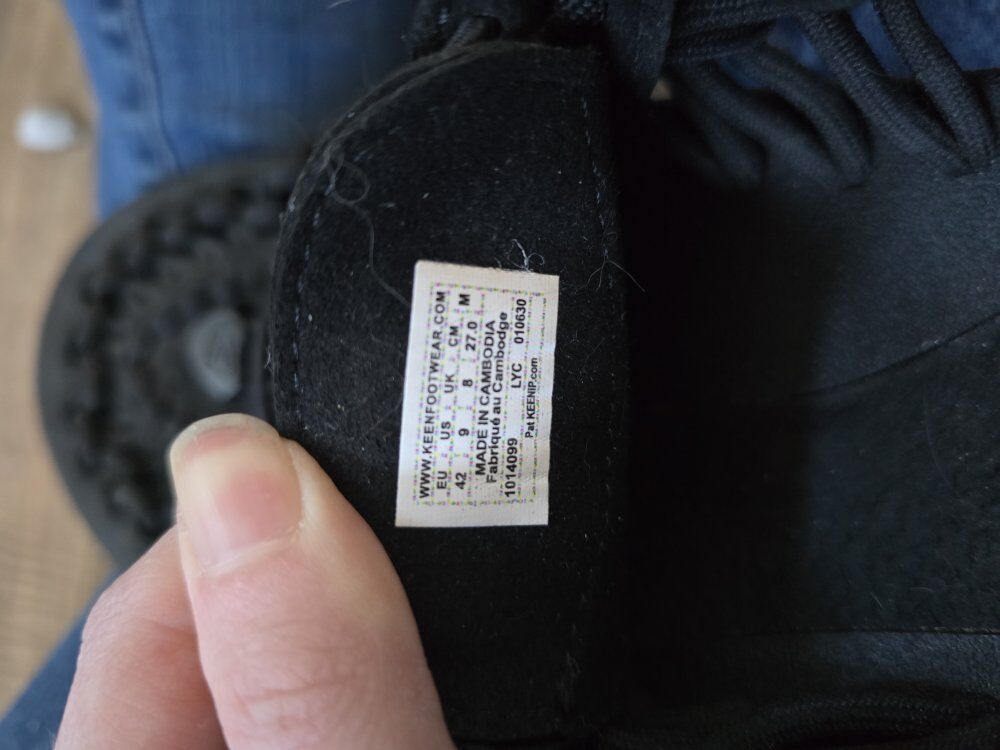 WWW.KEENFOOTWEAR.COM
EU US UK CM M
42 9 8 27.0
MADE IN CAMBODIA
Fabriqué au Cambodge
1014099 LYC 010630
Pat KEENIP.com